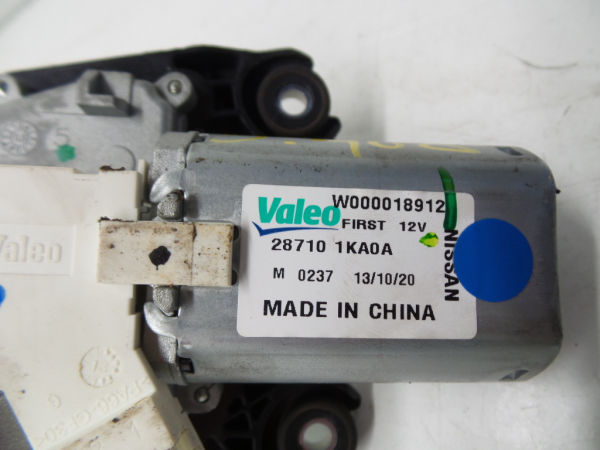 Valeo
W000018912
FIRST 12V
28710 1KA0A
M 0237 13/10/20
MADE IN CHINA
NISSAN
Valeo